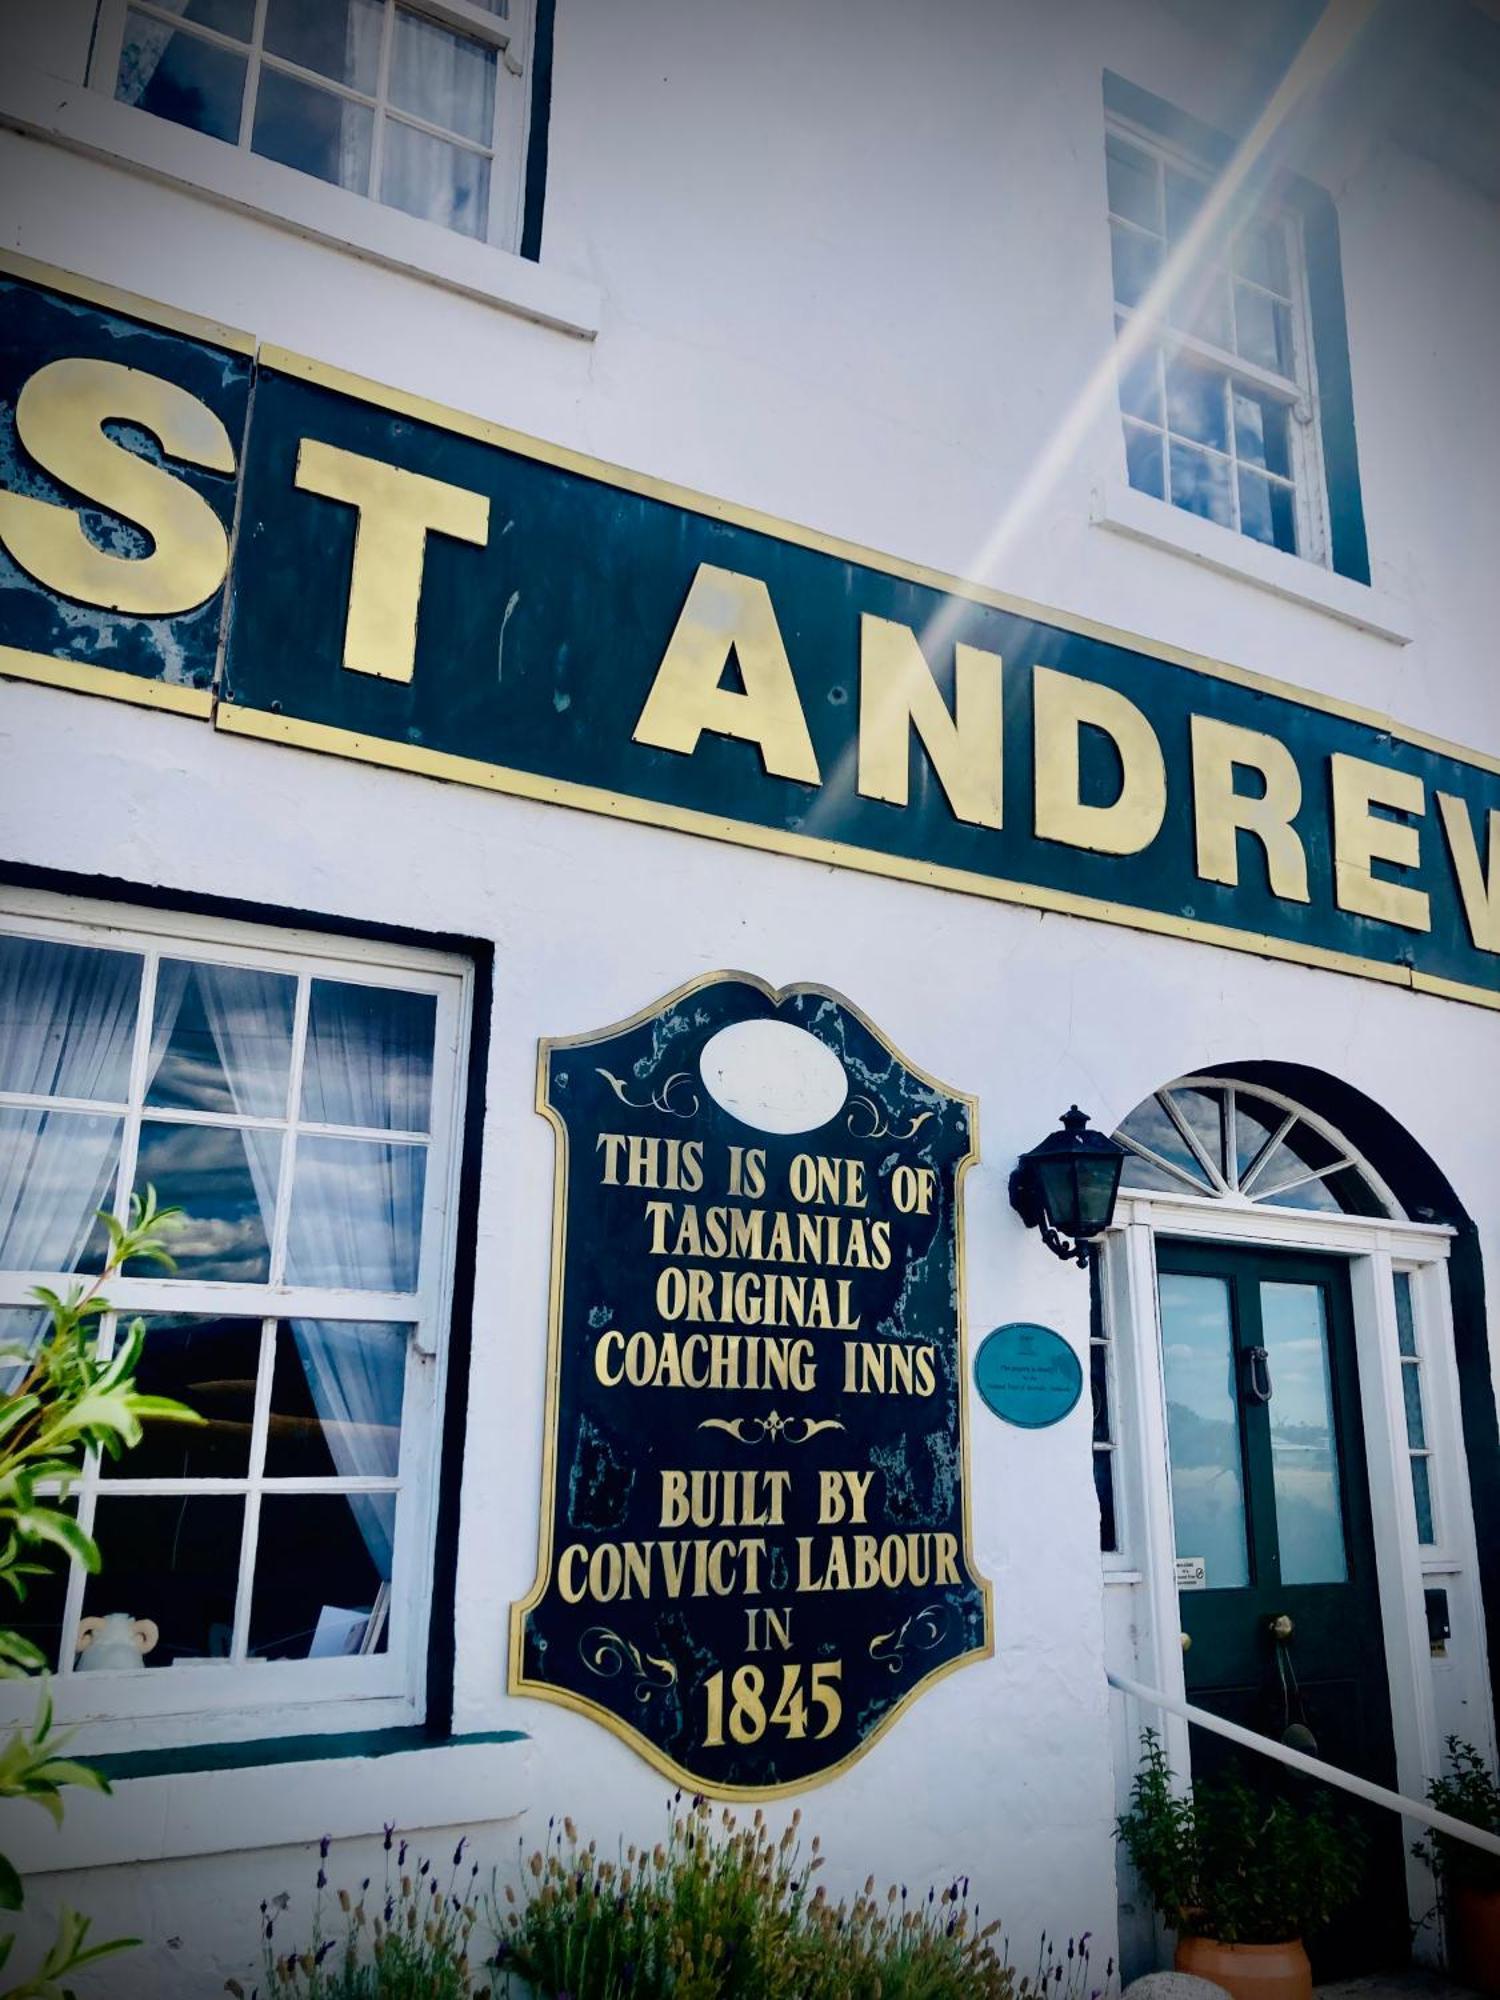 ST ANDREW
THIS IS ONE OF
TASMANIA'S
ORIGINAL
COACHING INNS
BUILT BY
CONVICT LABOUR
IN
1845